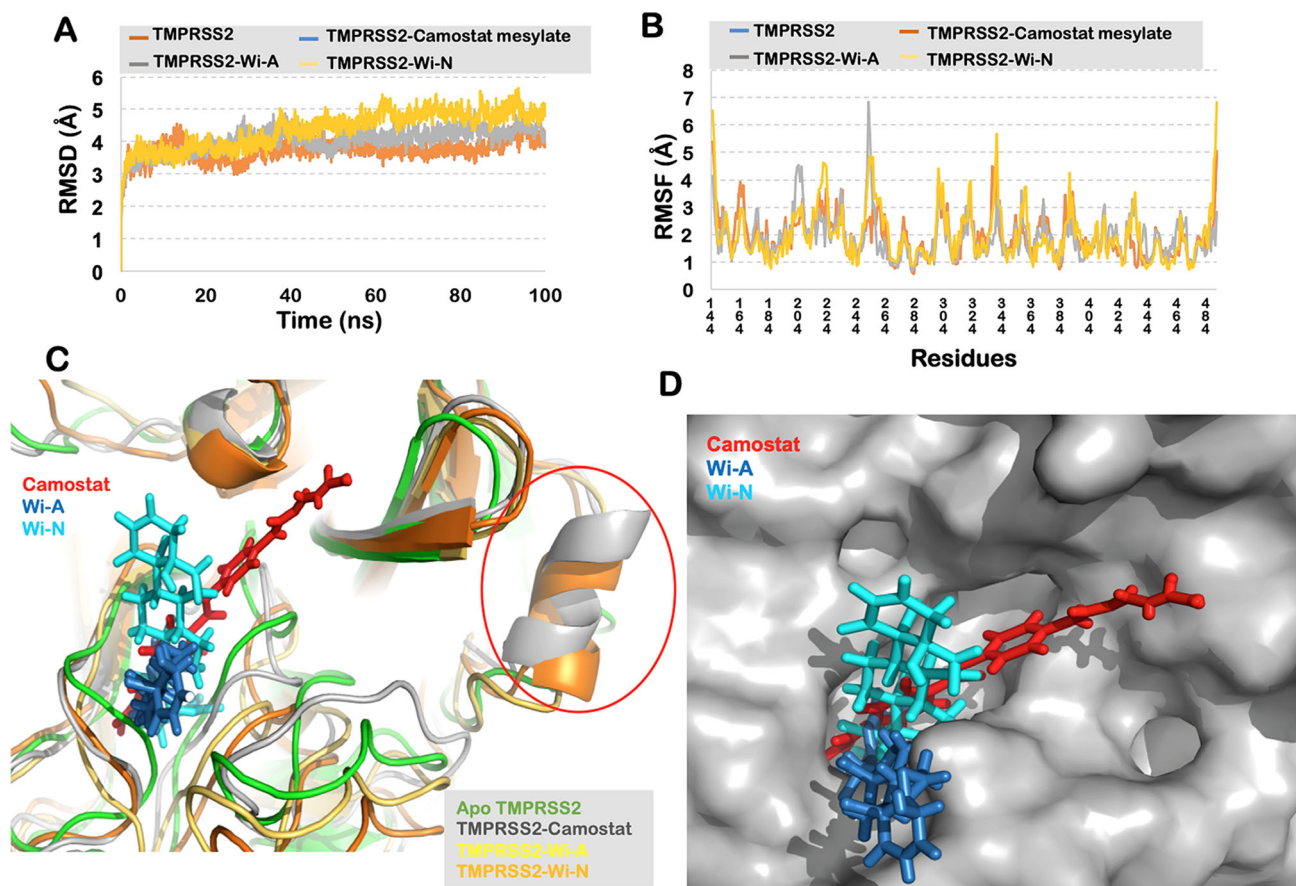 A
TMPRSS2
TMPRSS2-Camostat mesylate
TMPRSS2-Wi-A
TMPRSS2-Wi-N
RMSD (Å)
6
5
4
3
2
1
0
0 20 40 60 80 100
Time (ns)
B
TMPRSS2
TMPRSS2-Camostat mesylate
TMPRSS2-Wi-A
TMPRSS2-Wi-N
RMSF (Å)
8
7
6
5
4
3
2
1
0
144 164 184 204 224 244 264 284 304 324 344 364 384 404 424 444 464 484
Residues
C
Camostat
Wi-A
Wi-N
Apo TMPRSS2
TMPRSS2-Camostat
TMPRSS2-Wi-A
TMPRSS2-Wi-N
D
Camostat
Wi-A
Wi-N